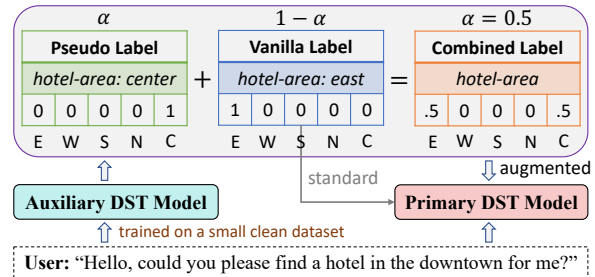 α 1 − α α = 0.5
Pseudo Label Vanilla Label Combined Label
hotel-area: center + hotel-area: east = hotel-area
0 0 0 0 1 1 0 0 0 0 .5 0 0 0 .5
E W S N C E W S N C E W S N C
standard augmented
Auxiliary DST Model Primary DST Model
trained on a small clean dataset
User: “Hello, could you please find a hotel in the downtown for me?”